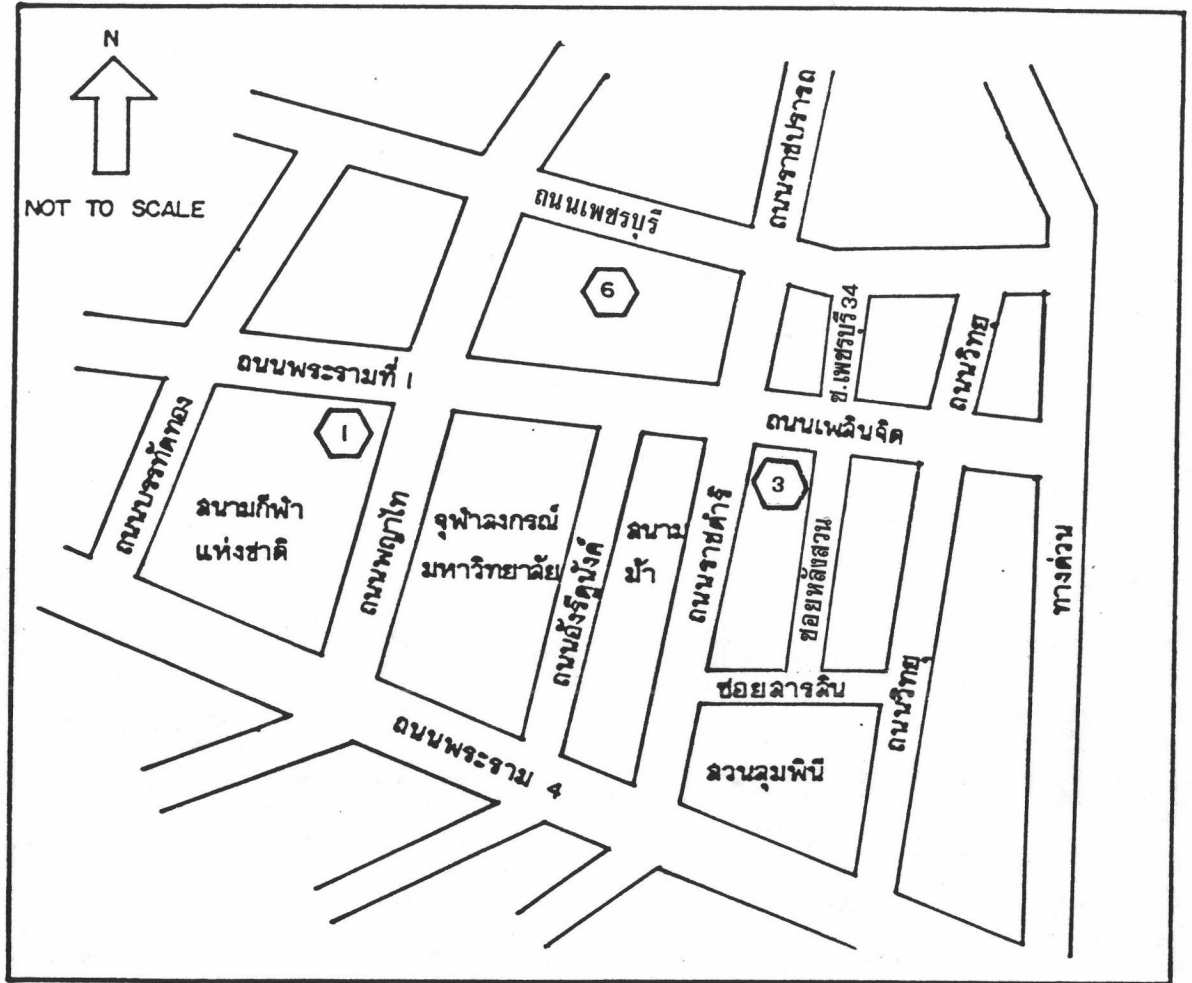 N
NOT TO SCALE
ถนนราชปรารถ
ถนนเพชรบุรี
6
ซ.เพชรบุรี 34
ถนนวิทยุ
ถนนพระรามที่ 1
ถนนเพลินจิต
1
3
ถนนบรรทัดทอง
สนามกีฬา
แห่งชาติ
ถนนพญาไท
จุฬาลงกรณ์
มหาวิทยาลัย
ถนนอังรีดูนังต์
สนาม
ม้า
ถนนราชดำริ
ซอยหลังสวน
ทางด่วน
ซอยสารสิน
ถนนวิทยุ
ถนนพระราม 4
สวนลุมพินี